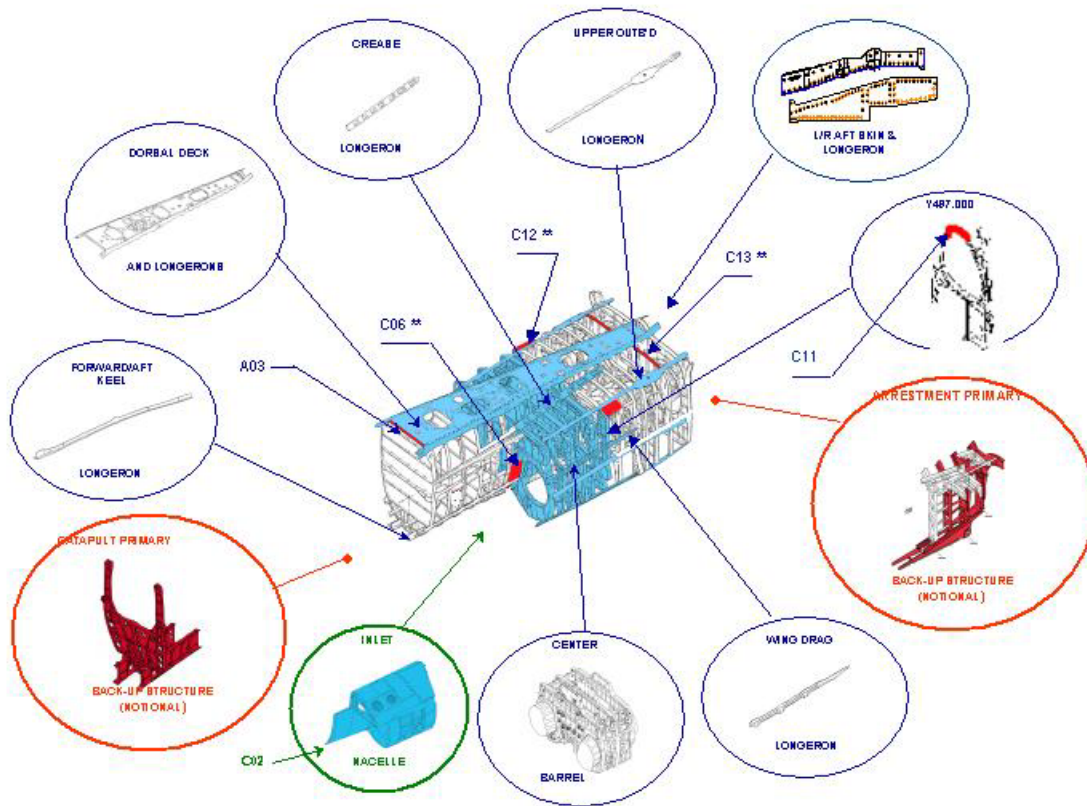 CREASE
LONGERON
UPPER OUTB'D
LONGERON
L/R AFT SKIN &
LONGERON
DORSAL DECK
AND LONGERONS
Y497.000
C11
C12 **
C13 **
C06 **
A03
FORWARD/AFT
KEEL
LONGERON
ARRESTMENT PRIMARY
BACK-UP STRUCTURE
(NOTIONAL)
CATAPULT PRIMARY
BACK-UP STRUCTURE
(NOTIONAL)
INLET
NACELLE
C02
CENTER
BARREL
WING DRAG
LONGERON